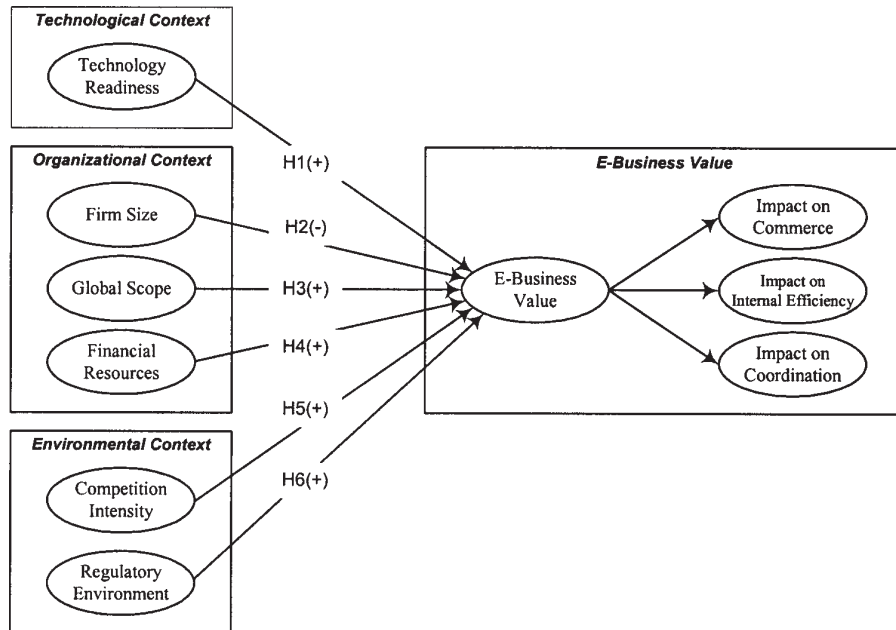 Technological Context
Technology
Readiness
Organizational Context
Firm Size
Global Scope
Financial
Resources
Environmental Context
Competition
Intensity
Regulatory
Environment
H1(+)
H2(-)
H3(+)
H4(+)
H5(+)
H6(+)
E-Business Value
E-Business
Value
Impact on
Commerce
Impact on
Internal Efficiency
Impact on
Coordination